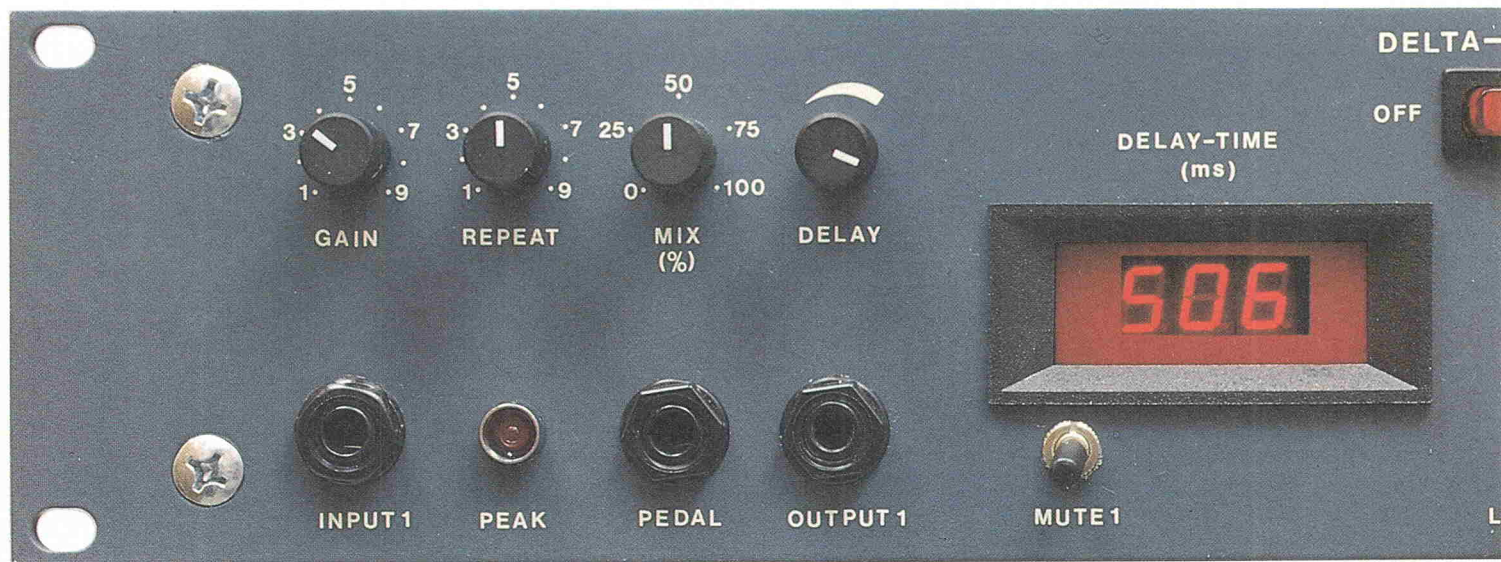 DELTA-
5
5
50
3
7
3
7
25
75
OFF
DELAY-TIME
(ms)
1
9
1
9
0
100
GAIN
REPEAT
MIX
(%)
DELAY
506
INPUT 1
PEAK
PEDAL
OUTPUT 1
MUTE 1
L